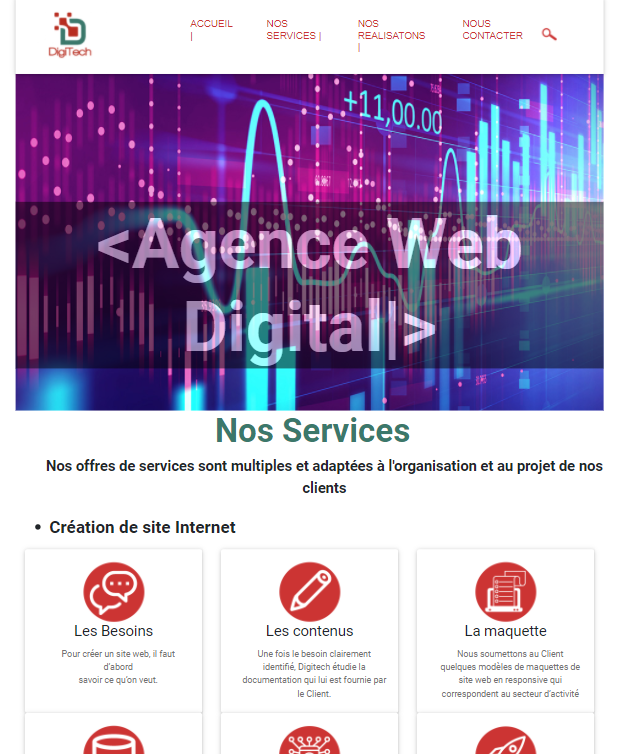 DigiTech
ACCUEIL
|
NOS
SERVICES |
NOS
REALISATONS
|
NOUS
CONTACTER
+11,00.00
<Agence Web
Digital|>
Nos Services
Nos offres de services sont multiples et adaptées à l'organisation et au projet de nos
clients
• Création de site Internet
Les Besoins
Pour créer un site web, il faut
d'abord
savoir ce qu'on veut.
Les contenus
Une fois le besoin clairement
identifié, Digitech étudie la
documentation qui lui est fournie par
le Client.
La maquette
Nous soumettons au Client
quelques modèles de maquettes de
site web en responsive qui
correspondent au secteur d'activité